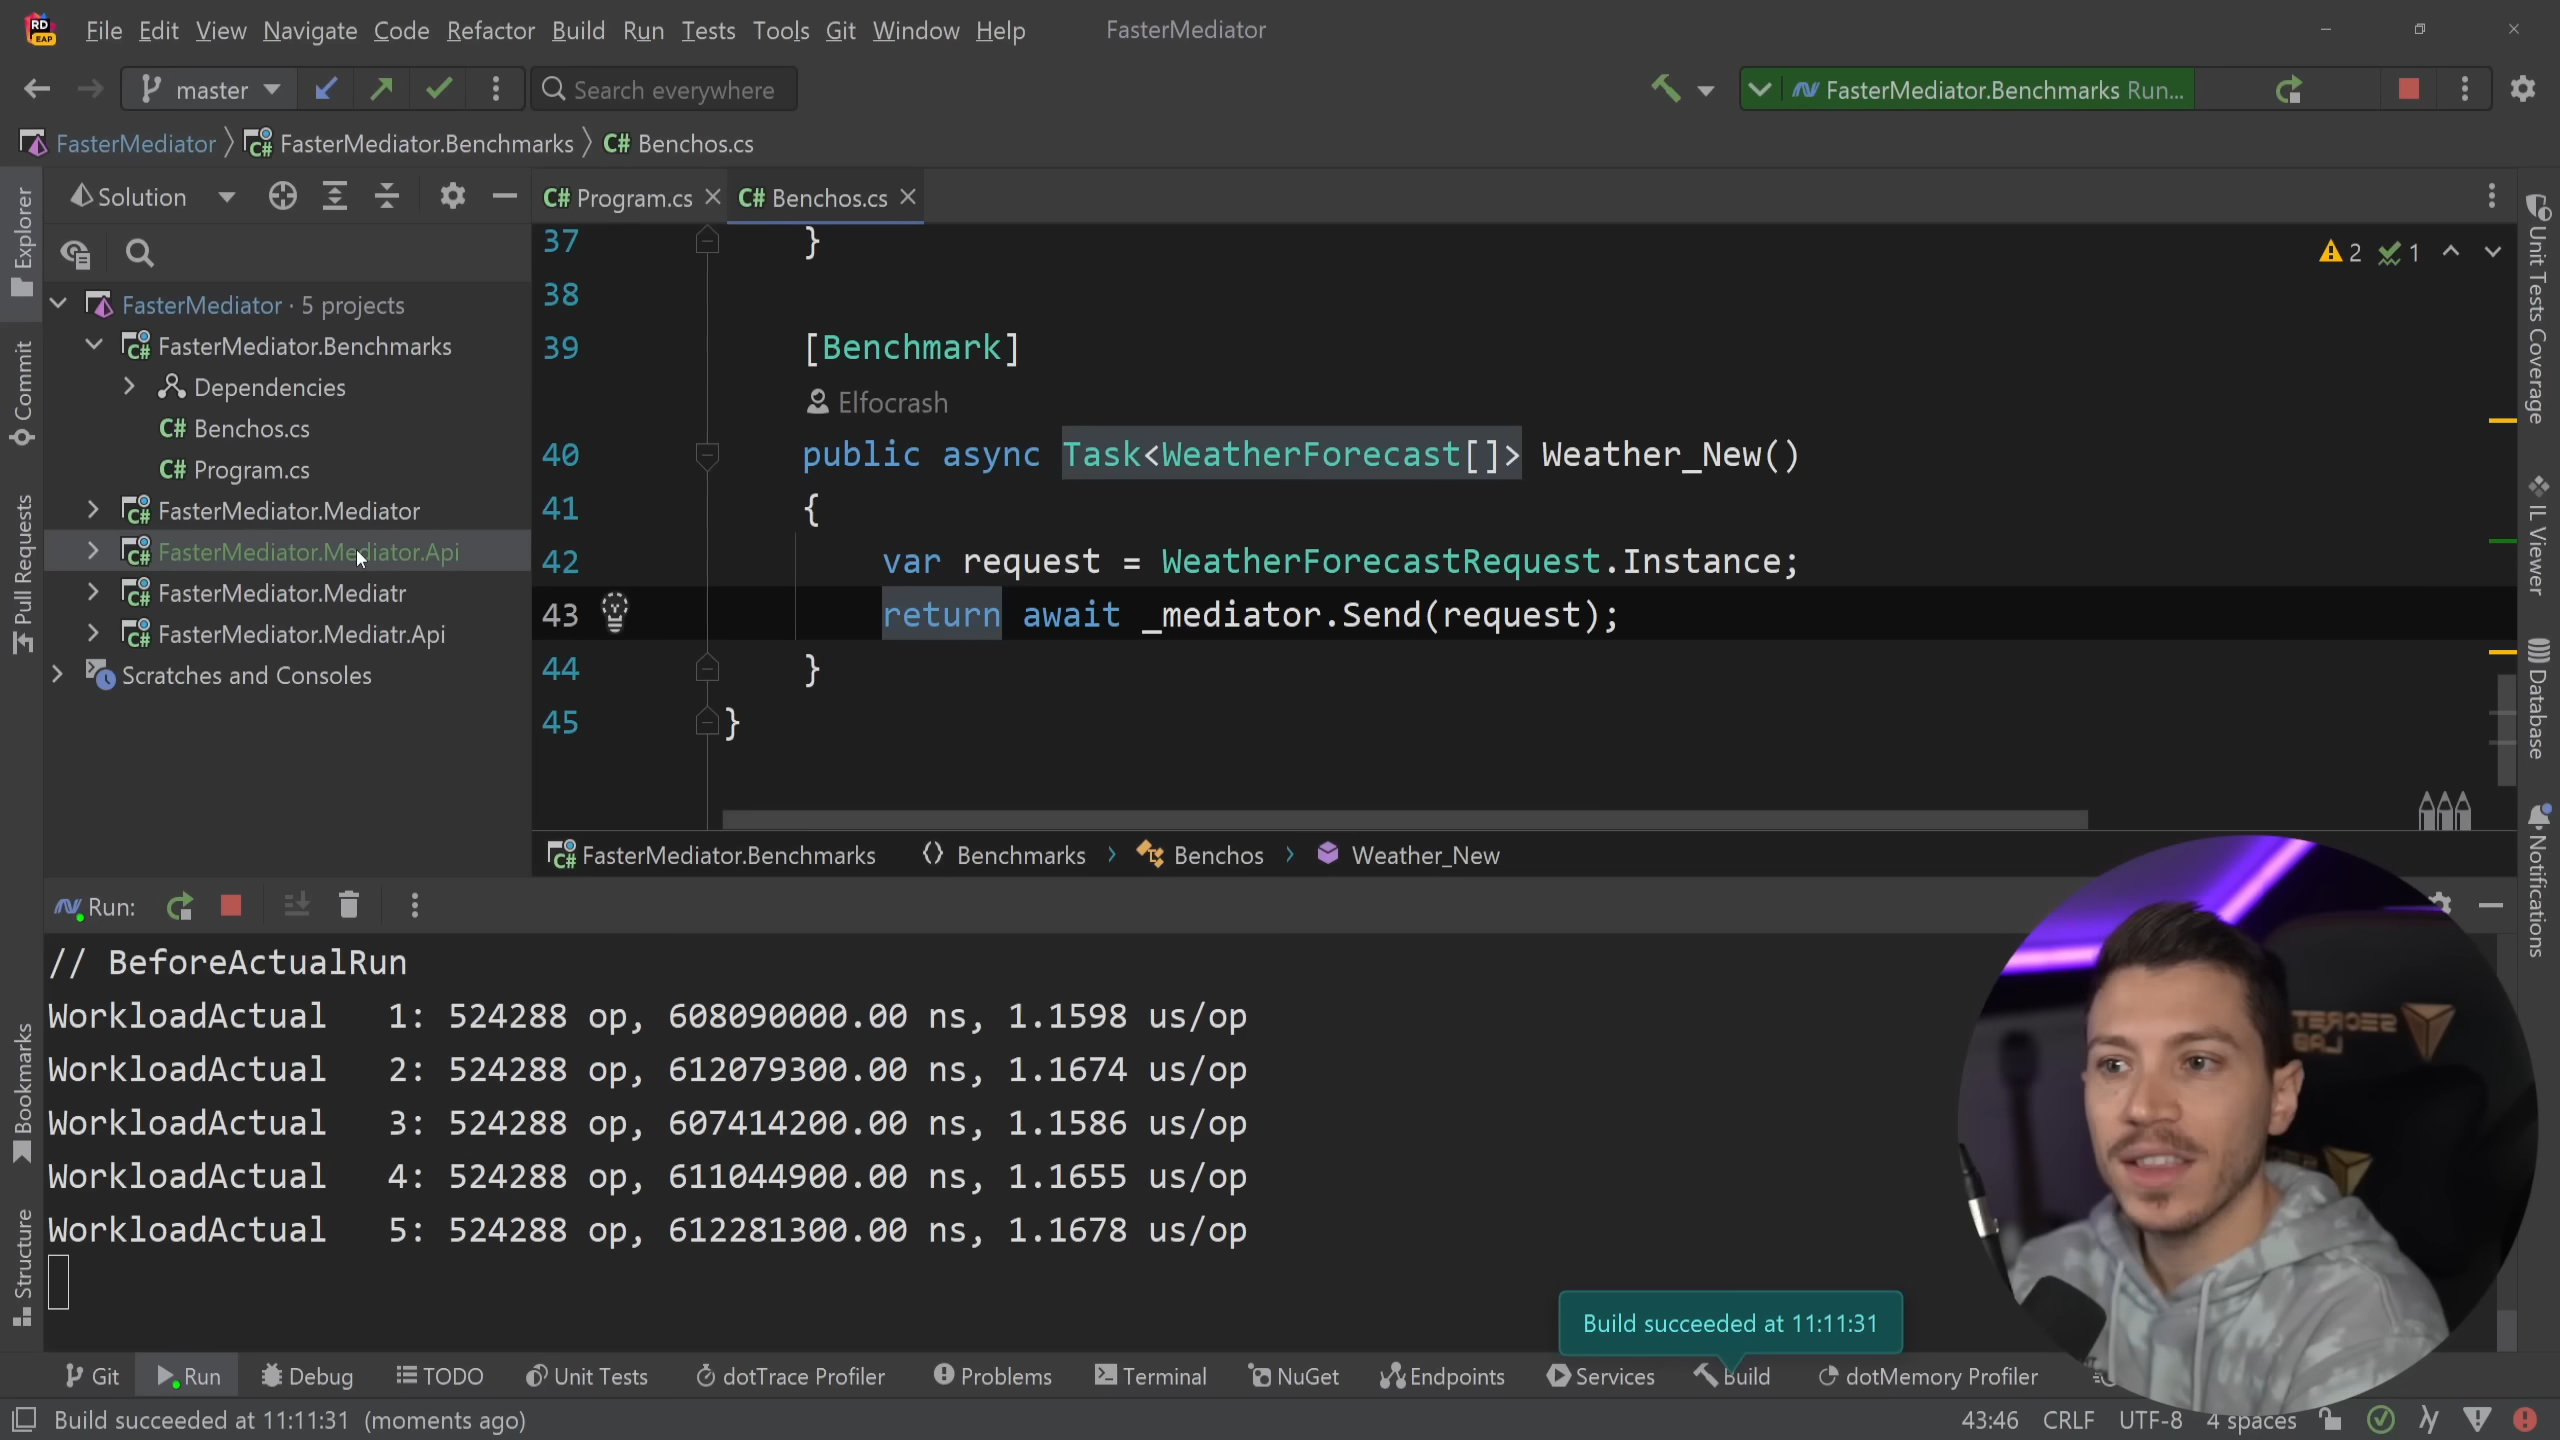 RD
EAP
File Edit View Navigate Code Refactor Build Run Tests Tools Git Window Help
FasterMediator
master
Search everywhere
FasterMediator.Benchmarks Run...
FasterMediator
FasterMediator.Benchmarks
C# Benchos.cs
Solution
C# Program.cs
C# Benchos.cs
FasterMediator · 5 projects
C# FasterMediator.Benchmarks
Dependencies
C# Benchos.cs
C# Program.cs
C# FasterMediator.Mediator
C# FasterMediator.Mediator.Api
C# FasterMediator.Mediatr
C# FasterMediator.Mediatr.Api
Scratches and Consoles
Explorer
Commit
Pull Requests
Bookmarks
Structure
37 }
38
39 [Benchmark]
Elfocrash
40 public async Task<WeatherForecast[]> Weather_New()
41 {
42 var request = WeatherForecastRequest.Instance;
43 return await _mediator.Send(request);
44 }
45 }
2 1
Unit Tests Coverage
IL Viewer
Database
Notifications
C# FasterMediator.Benchmarks
Benchmarks
Benchos
Weather_New
Run:
// BeforeActualRun
WorkloadActual 1: 524288 op, 608090000.00 ns, 1.1598 us/op
WorkloadActual 2: 524288 op, 612079300.00 ns, 1.1674 us/op
WorkloadActual 3: 524288 op, 607414200.00 ns, 1.1586 us/op
WorkloadActual 4: 524288 op, 611044900.00 ns, 1.1655 us/op
WorkloadActual 5: 524288 op, 612281300.00 ns, 1.1678 us/op
SECRET
LAB
Build succeeded at 11:11:31
Git Run Debug TODO Unit Tests dotTrace Profiler Problems Terminal NuGet Endpoints Services Build dotMemory Profiler
Build succeeded at 11:11:31 (moments ago)
43:46 CRLF UTF-8 4 spaces